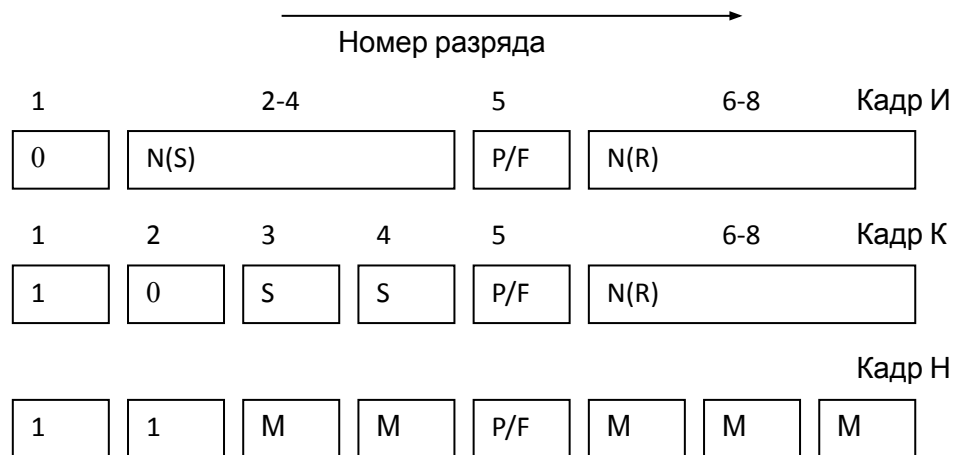 Номер разряда
1 2-4 5 6-8 Кадр И
0 N(S) P/F N(R)
1 2 3 4 5 6-8 Кадр К
1 0 S S P/F N(R)
Кадр Н
1 1 M M P/F M M M